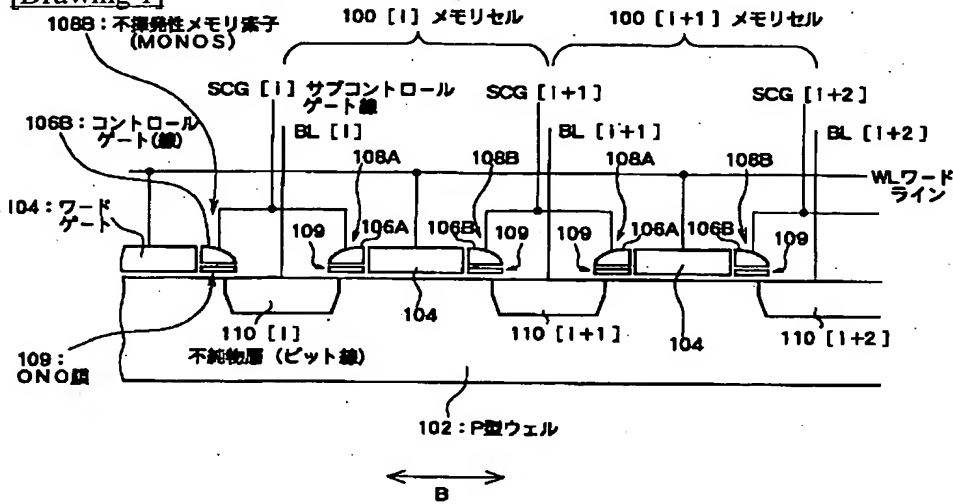 [Drawing 1]
108B:不揮発性メモリ素子
(MONOS)
100 [i] メモリセル
100 [i+1] メモリセル
SCG [i] サブコントロール
ゲート線
SCG [i+1]
SCG [i+2]
106B:コントロール
ゲート(線)
BL [i]
BL [i+1]
BL [i+2]
108A
108B
108A
108B
WLワード
ライン
104:ワード
ゲート
109
106A
106B
109
109
106A
106B
109
104
104
110 [i]
不純物層(ビット線)
110 [i+1]
110 [i+2]
109:
ONO膜
102:P型ウェル
B